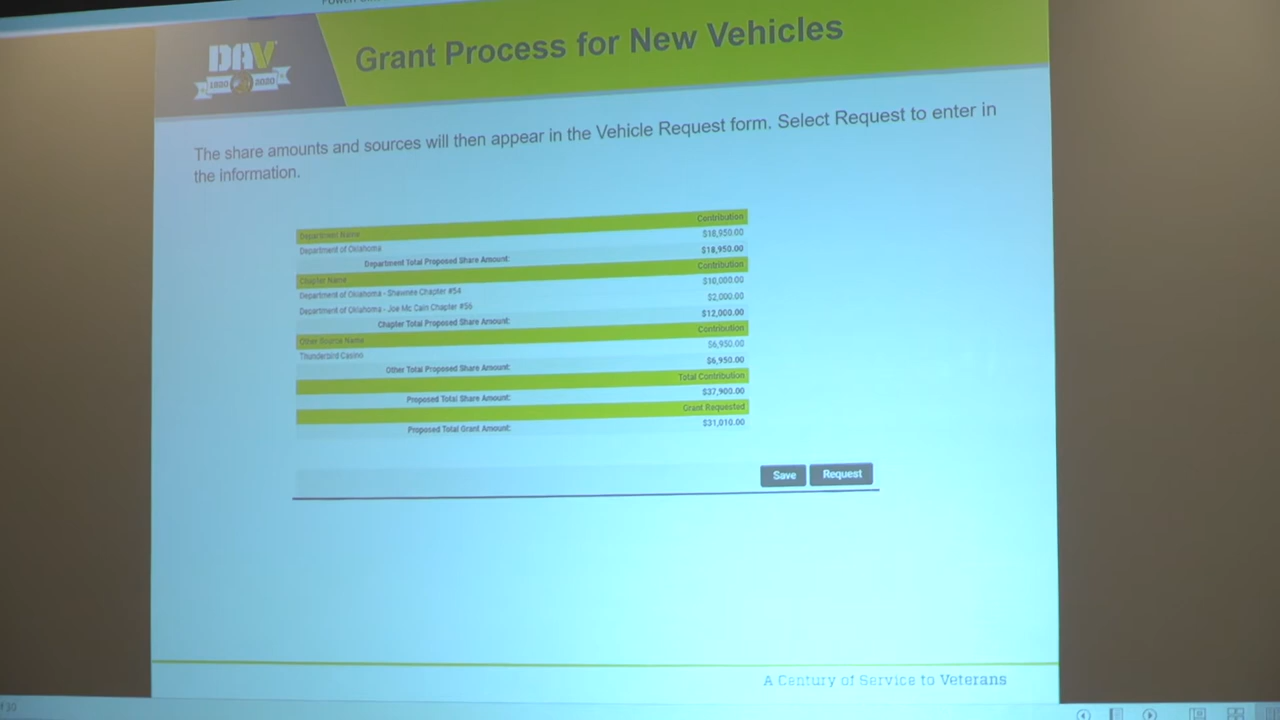 DAV
1920 2020
Grant Process for New Vehicles
The share amounts and sources will then appear in the Vehicle Request form. Select Request to enter in
the information.
Department Name Contribution
Department of Oklahoma $18,950.00
Department Total Proposed Share Amount: $18,950.00
Chapter Name Contribution
Department of Oklahoma - Shawnee Chapter #54 $10,000.00
Department of Oklahoma - Joe Mc Cain Chapter #56 $2,000.00
Chapter Total Proposed Share Amount: $12,000.00
Other Source Name Contribution
Thunderbird Casino $6,950.00
Other Total Proposed Share Amount: $6,950.00
Total Contribution
Proposed Total Share Amount: $37,900.00
Grant Requested
Proposed Total Grant Amount: $31,010.00
Save Request
A Century of Service to Veterans